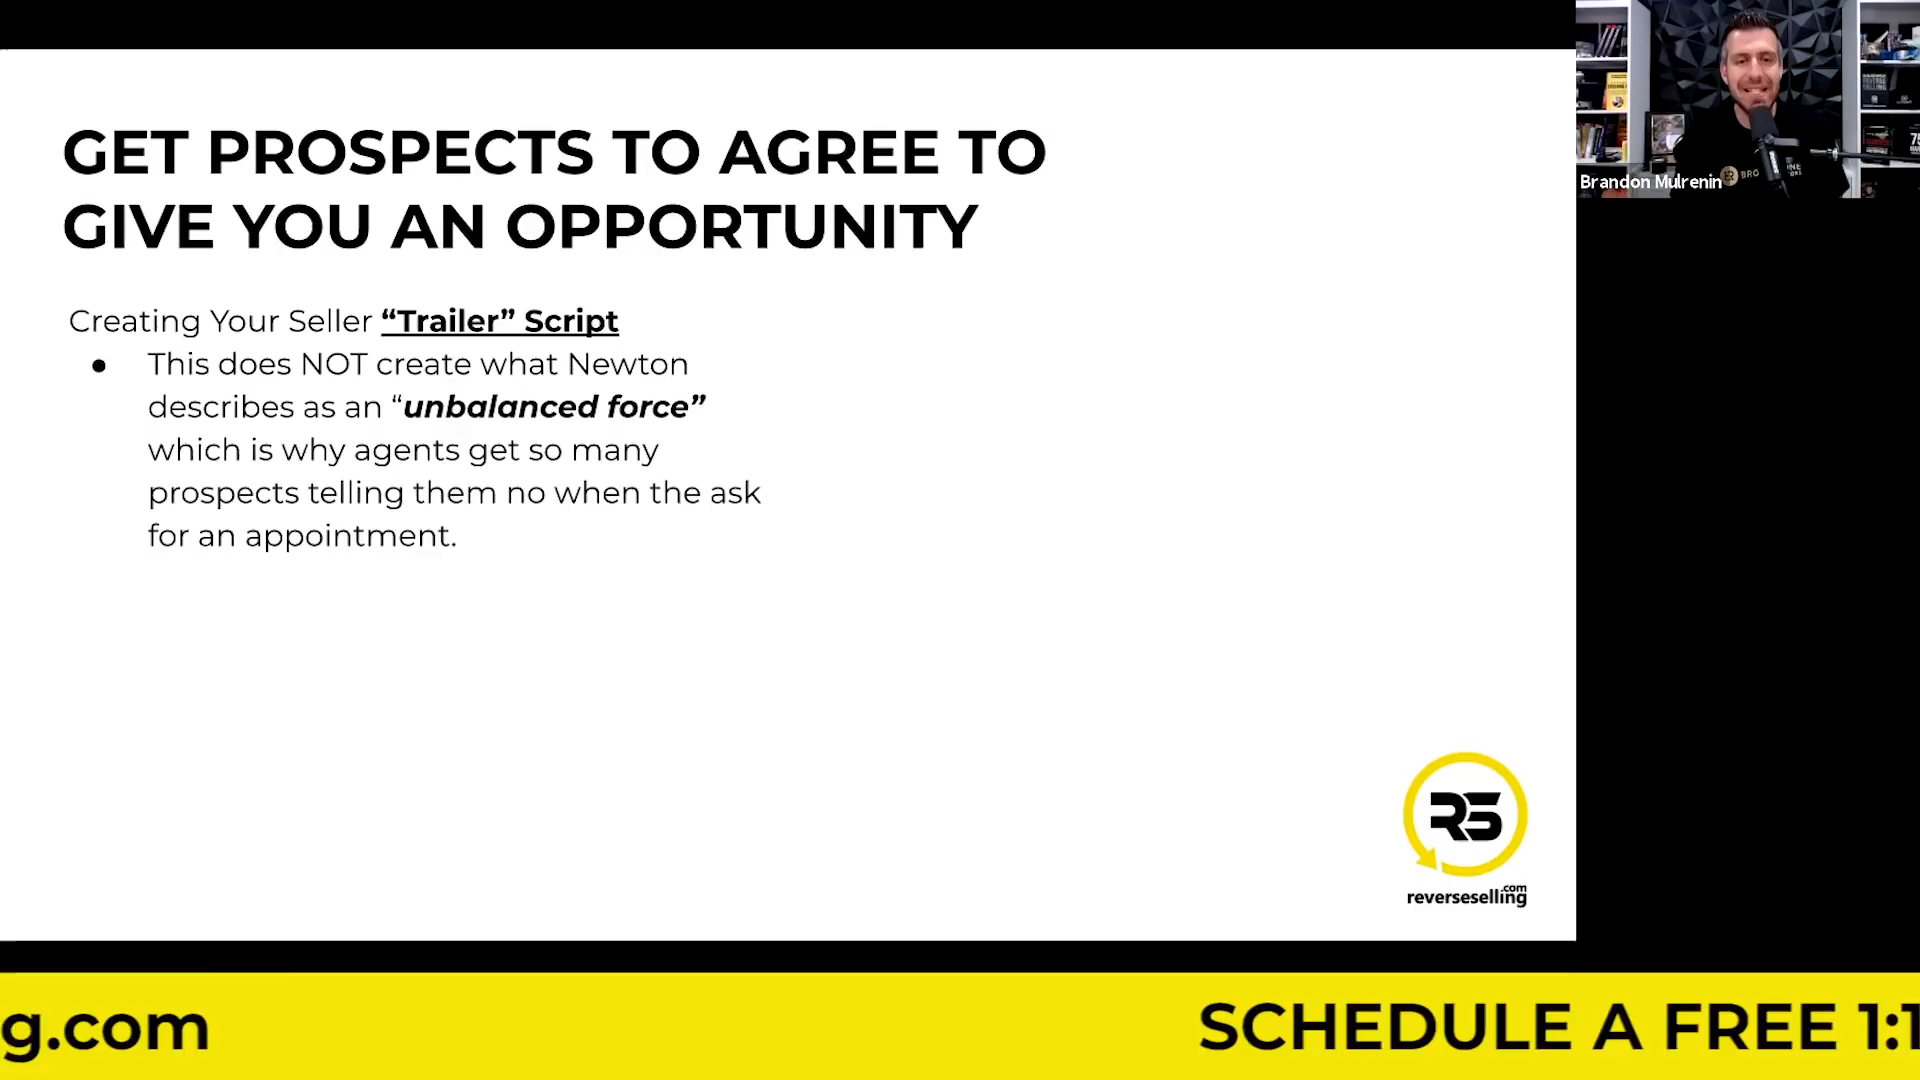 GET PROSPECTS TO AGREE TO
GIVE YOU AN OPPORTUNITY
Creating Your Seller “Trailer” Script
● This does NOT create what Newton
describes as an “unbalanced force”
which is why agents get so many
prospects telling them no when the ask
for an appointment.
RS
reverseselling.com
Brandon Mulrenin
BRG
g.com
SCHEDULE A FREE 1:1